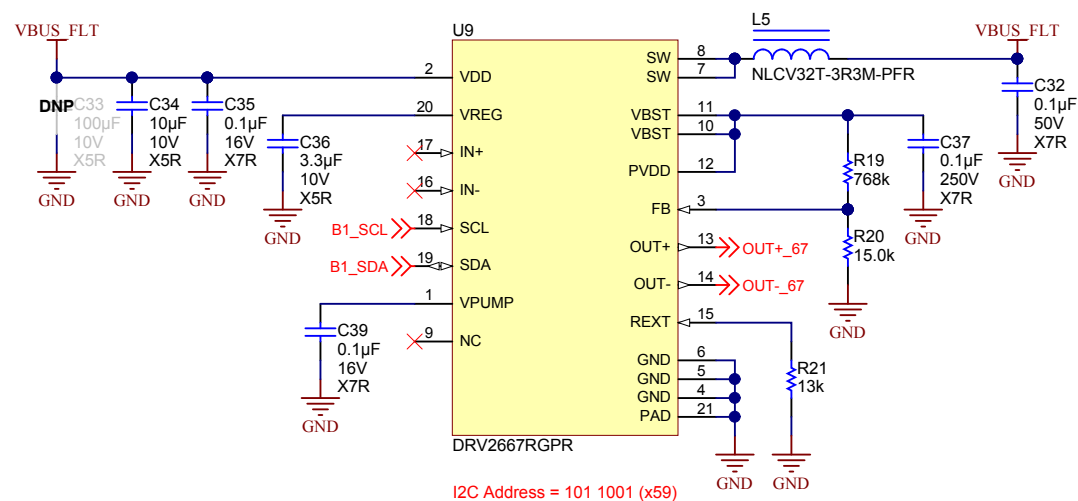 VBUS_FLT
DNP
C33
100µF
10V
X5R
GND
C34
10µF
10V
X5R
GND
C35
0.1µF
16V
X7R
GND
C36
3.3µF
10V
X5R
GND
B1_SCL
B1_SDA
C39
0.1µF
16V
X7R
GND
U9
2 VDD
20 VREG
17 IN+
16 IN-
18 SCL
19 SDA
1 VPUMP
9 NC
SW 8
SW 7
VBST 11
VBST 10
PVDD 12
FB 3
OUT+ 13
OUT- 14
REXT 15
GND 6
GND 5
GND 4
PAD 21
DRV2667RGPR
GND
L5
NLCV32T-3R3M-PFR
VBUS_FLT
C32
0.1µF
50V
X7R
GND
R19
768k
C37
0.1µF
250V
X7R
GND
R20
15.0k
GND
OUT+_67
OUT-_67
R21
13k
GND
I2C Address = 101 1001 (x59)